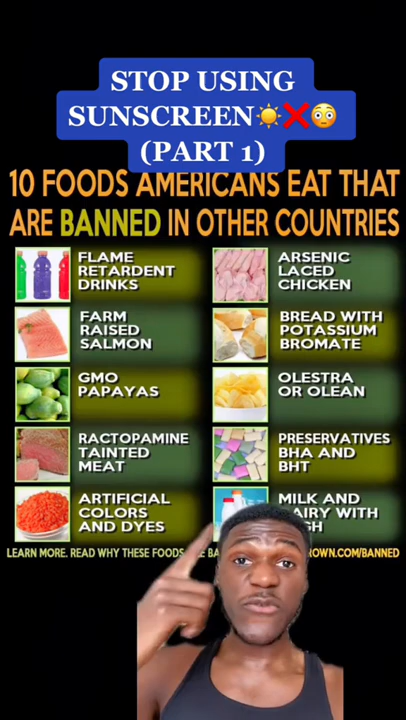 STOP USING
SUNSCREEN☀️❌😳
(PART 1)
10 FOODS AMERICANS EAT THAT
ARE BANNED IN OTHER COUNTRIES
FLAME
RETARDENT
DRINKS
ARSENIC
LACED
CHICKEN
FARM
RAISED
SALMON
BREAD WITH
POTASSIUM
BROMATE
GMO
PAPAYAS
OLESTRA
OR OLEAN
RACTOPAMINE
TAINTED
MEAT
PRESERVATIVES
BHA AND
BHT
ARTIFICIAL
COLORS
AND DYES
MILK AND
WITH
LEARN MORE. READ WHY THESE FOODS
ROWN.COM/BANNED